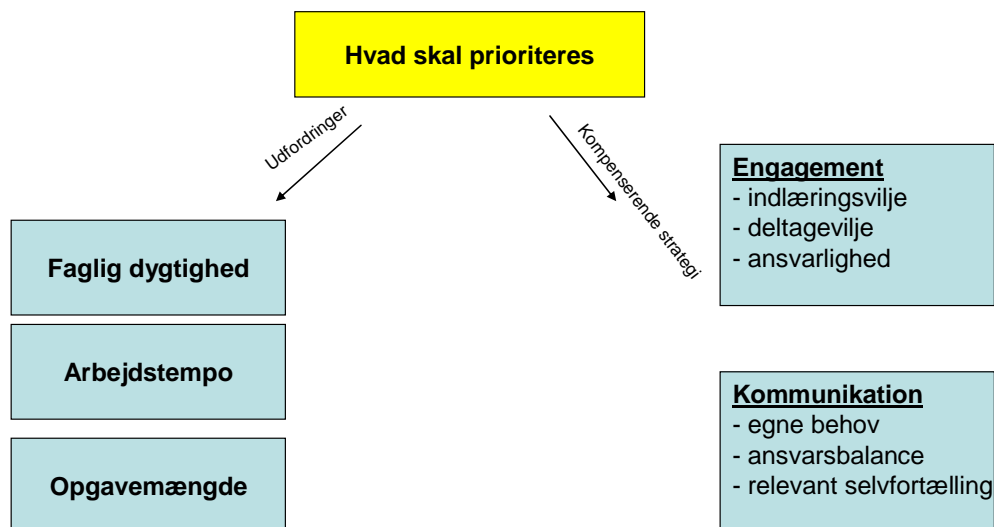 Hvad skal prioriteres
Udfordringer
Kompenserende strategi
Faglig dygtighed
Arbejdstempo
Opgavemængde
Engagement
- indlæringsvilje
- deltagevilje
- ansvarlighed
Kommunikation
- egne behov
- ansvarsbalance
- relevant selvfortælling